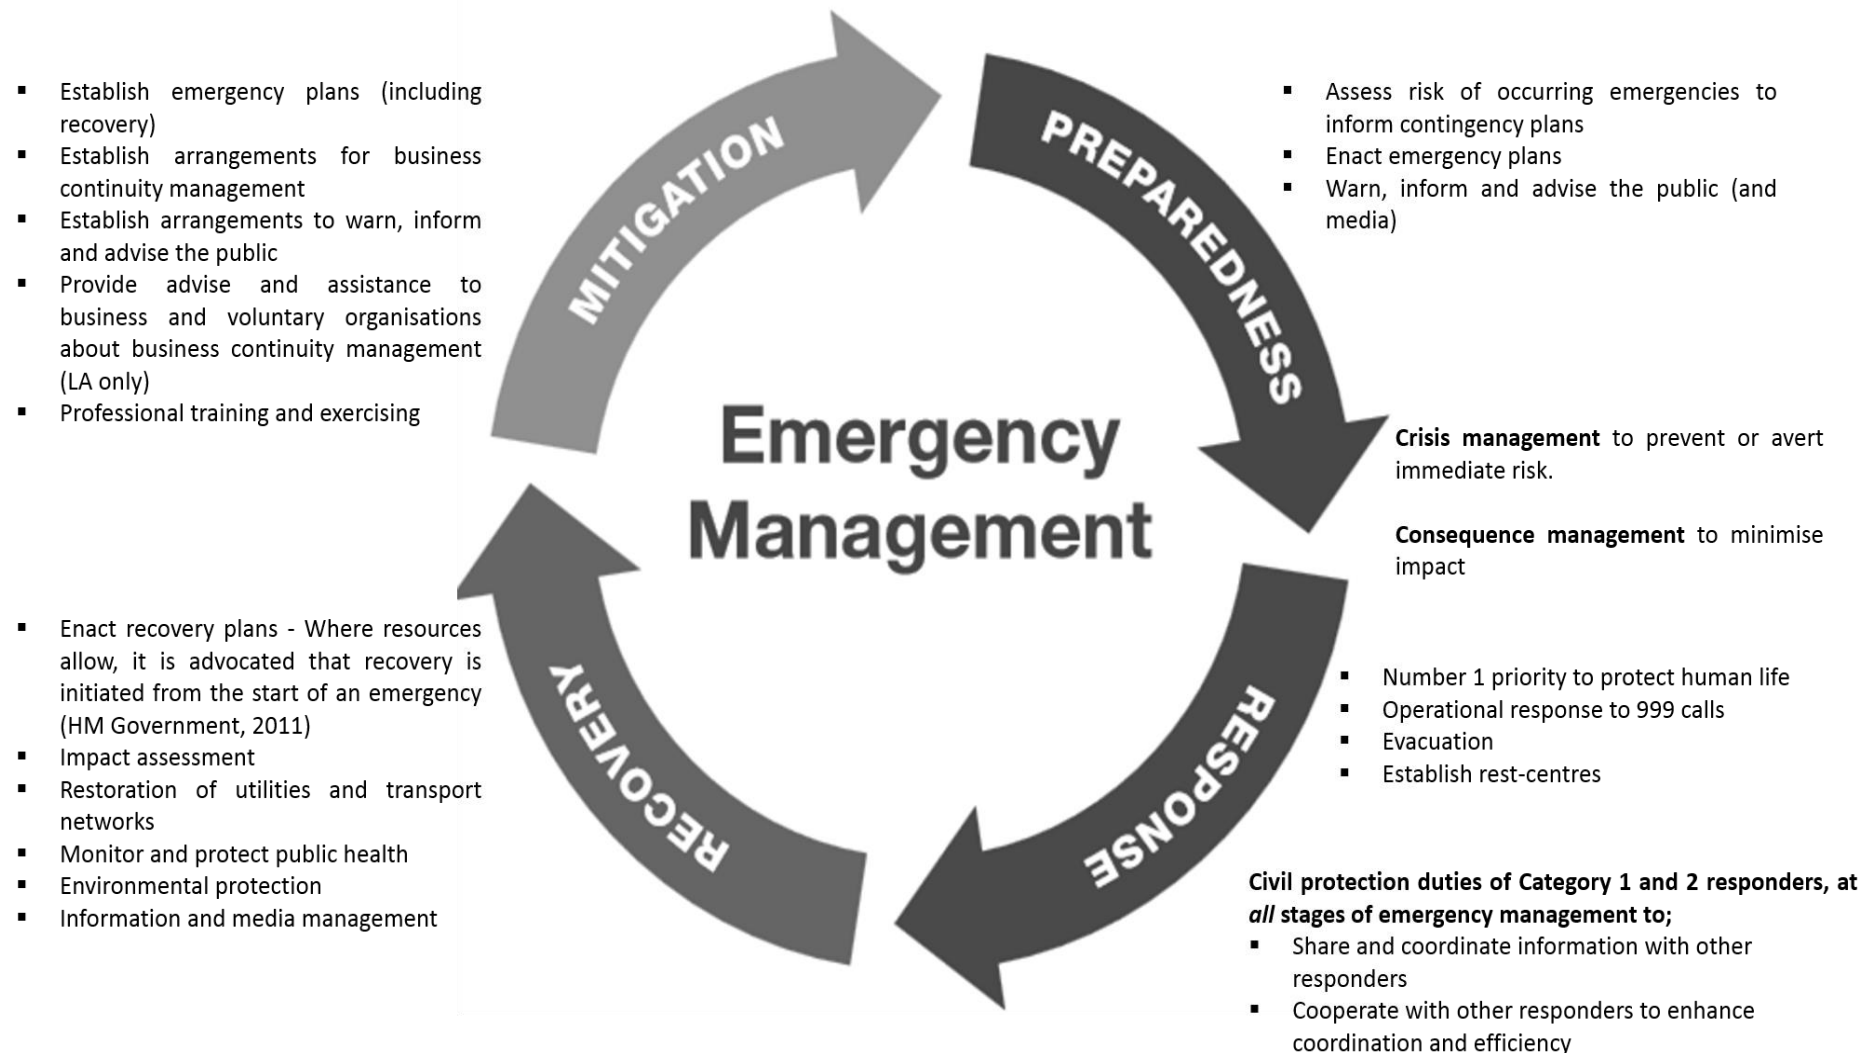 MITIGATION
▪ Establish emergency plans (including
recovery)
▪ Establish arrangements for business
continuity management
▪ Establish arrangements to warn, inform
and advise the public
▪ Provide advise and assistance to
business and voluntary organisations
about business continuity management
(LA only)
▪ Professional training and exercising
PREPAREDNESS
▪ Assess risk of occurring emergencies to
inform contingency plans
▪ Enact emergency plans
▪ Warn, inform and advise the public (and
media)
Emergency
Management
Crisis management to prevent or avert
immediate risk.
Consequence management to minimise
impact
RESPONSE
▪ Number 1 priority to protect human life
▪ Operational response to 999 calls
▪ Evacuation
▪ Establish rest-centres
RECOVERY
▪ Enact recovery plans - Where resources
allow, it is advocated that recovery is
initiated from the start of an emergency
(HM Government, 2011)
▪ Impact assessment
▪ Restoration of utilities and transport
networks
▪ Monitor and protect public health
▪ Environmental protection
▪ Information and media management
Civil protection duties of Category 1 and 2 responders, at
all stages of emergency management to;
▪ Share and coordinate information with other
responders
▪ Cooperate with other responders to enhance
coordination and efficiency